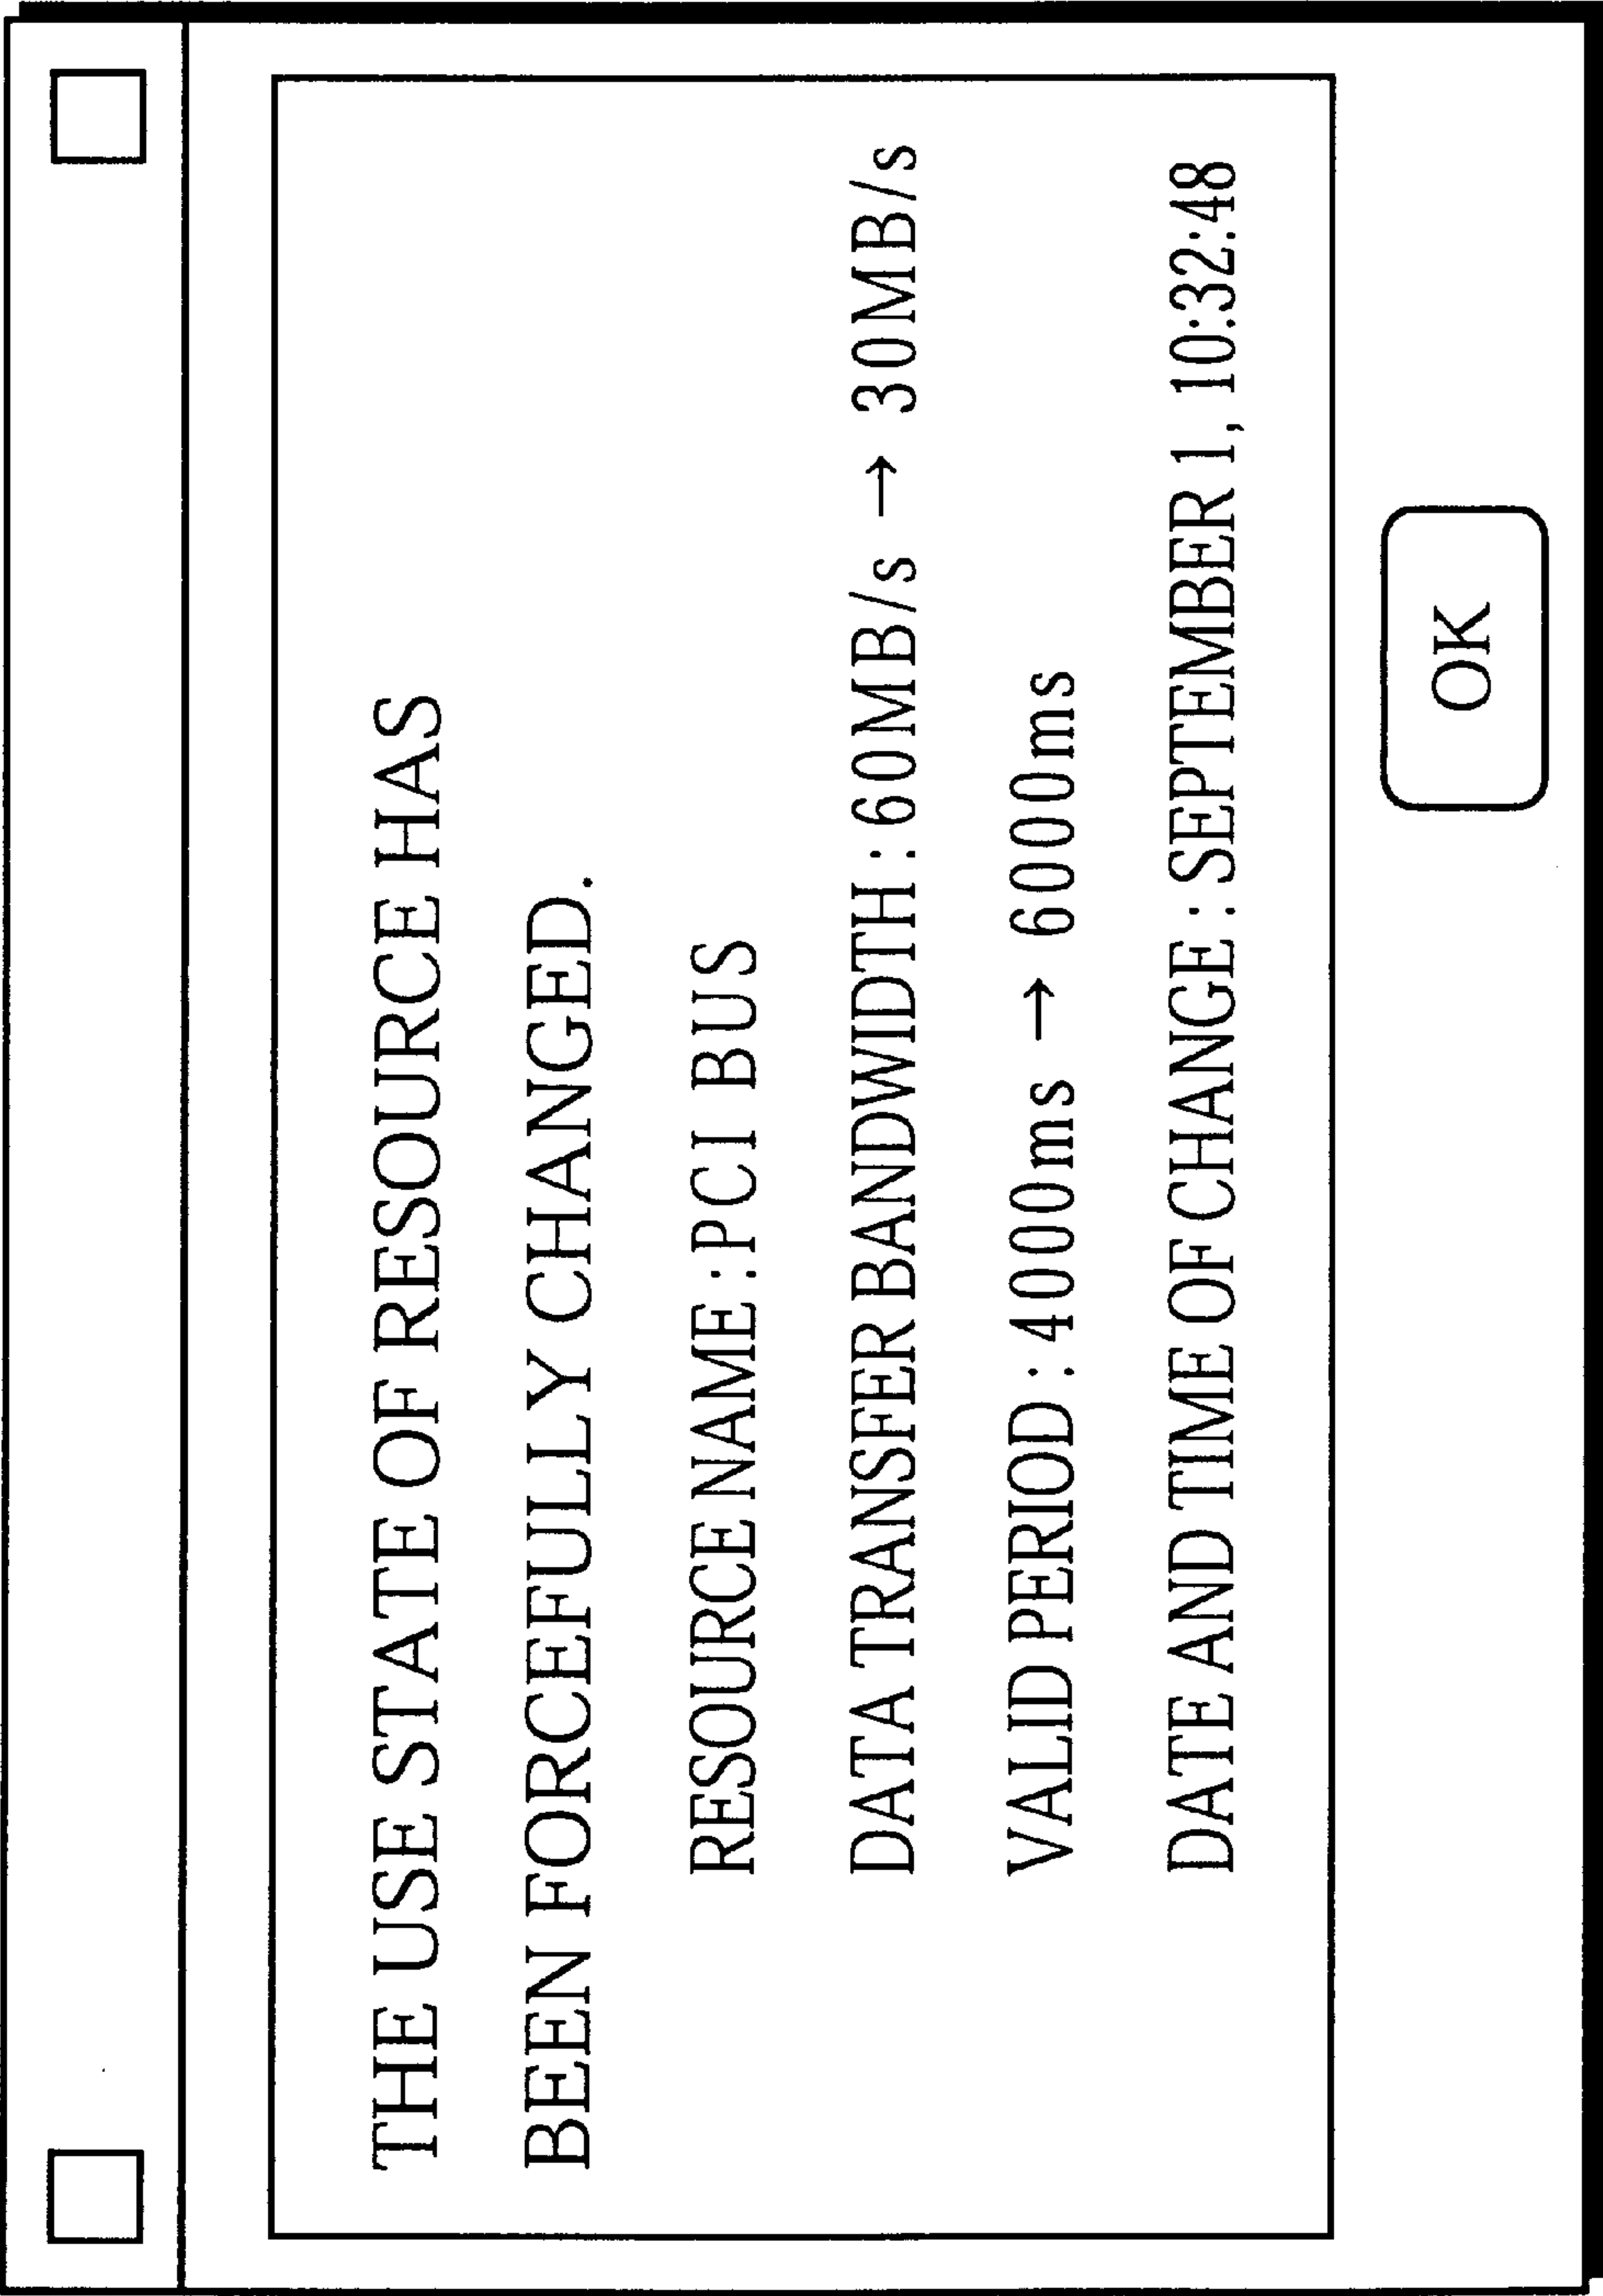 THE USE STATE OF RESOURCE HAS
BEEN FORCEFULLY CHANGED.
RESOURCE NAME : PCI BUS
DATA TRANSFER BANDWIDTH : 60MB/s → 30MB/s
VALID PERIOD : 4000ms → 6000ms
DATE AND TIME OF CHANGE : SEPTEMBER 1, 10:32:48
OK